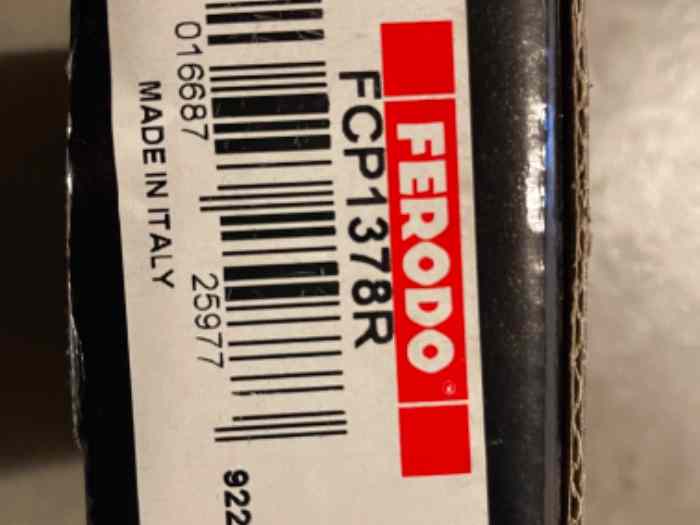 FERODO
FCP1378R
016687 25977
MADE IN ITALY
922